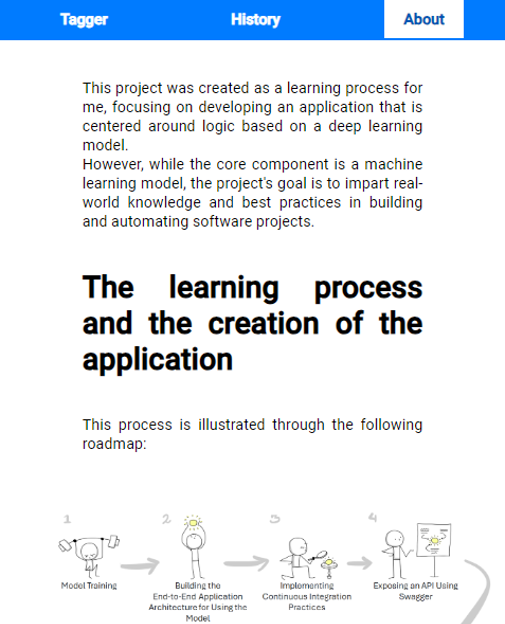 Tagger History About
This project was created as a learning process for
me, focusing on developing an application that is
centered around logic based on a deep learning
model.
However, while the core component is a machine
learning model, the project's goal is to impart real-
world knowledge and best practices in building
and automating software projects.
The learning process
and the creation of the
application
This process is illustrated through the following
roadmap:
1
Model Training
2
Building the
End-to-End Application
Architecture for Using the
Model
3
Implementing
Continuous Integration
Practices
4
Exposing an API Using
Swagger